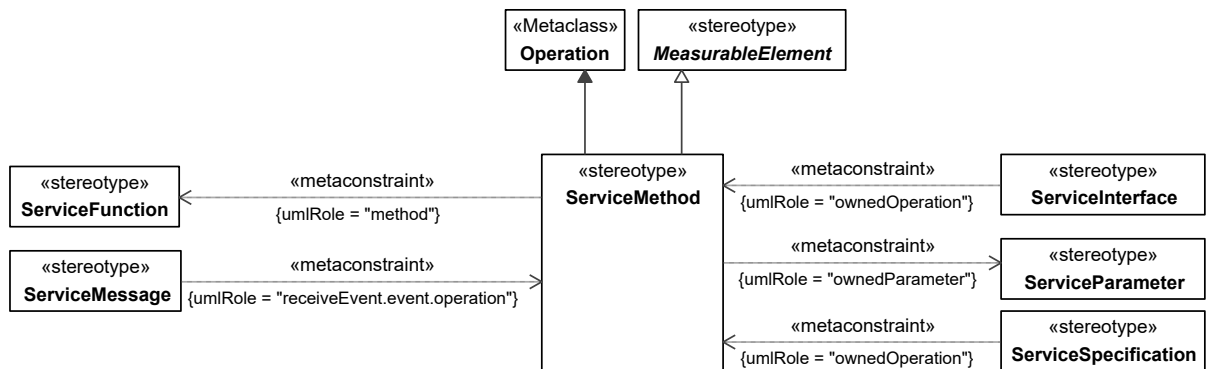 «Metaclass»
Operation
«stereotype»
MeasurableElement
«stereotype»
ServiceFunction
«metaconstraint»
{umlRole = "method"}
«stereotype»
ServiceMethod
«metaconstraint»
{umlRole = "ownedOperation"}
«stereotype»
ServiceInterface
«stereotype»
ServiceMessage
«metaconstraint»
{umlRole = "receiveEvent.event.operation"}
«metaconstraint»
{umlRole = "ownedParameter"}
«stereotype»
ServiceParameter
«metaconstraint»
{umlRole = "ownedOperation"}
«stereotype»
ServiceSpecification